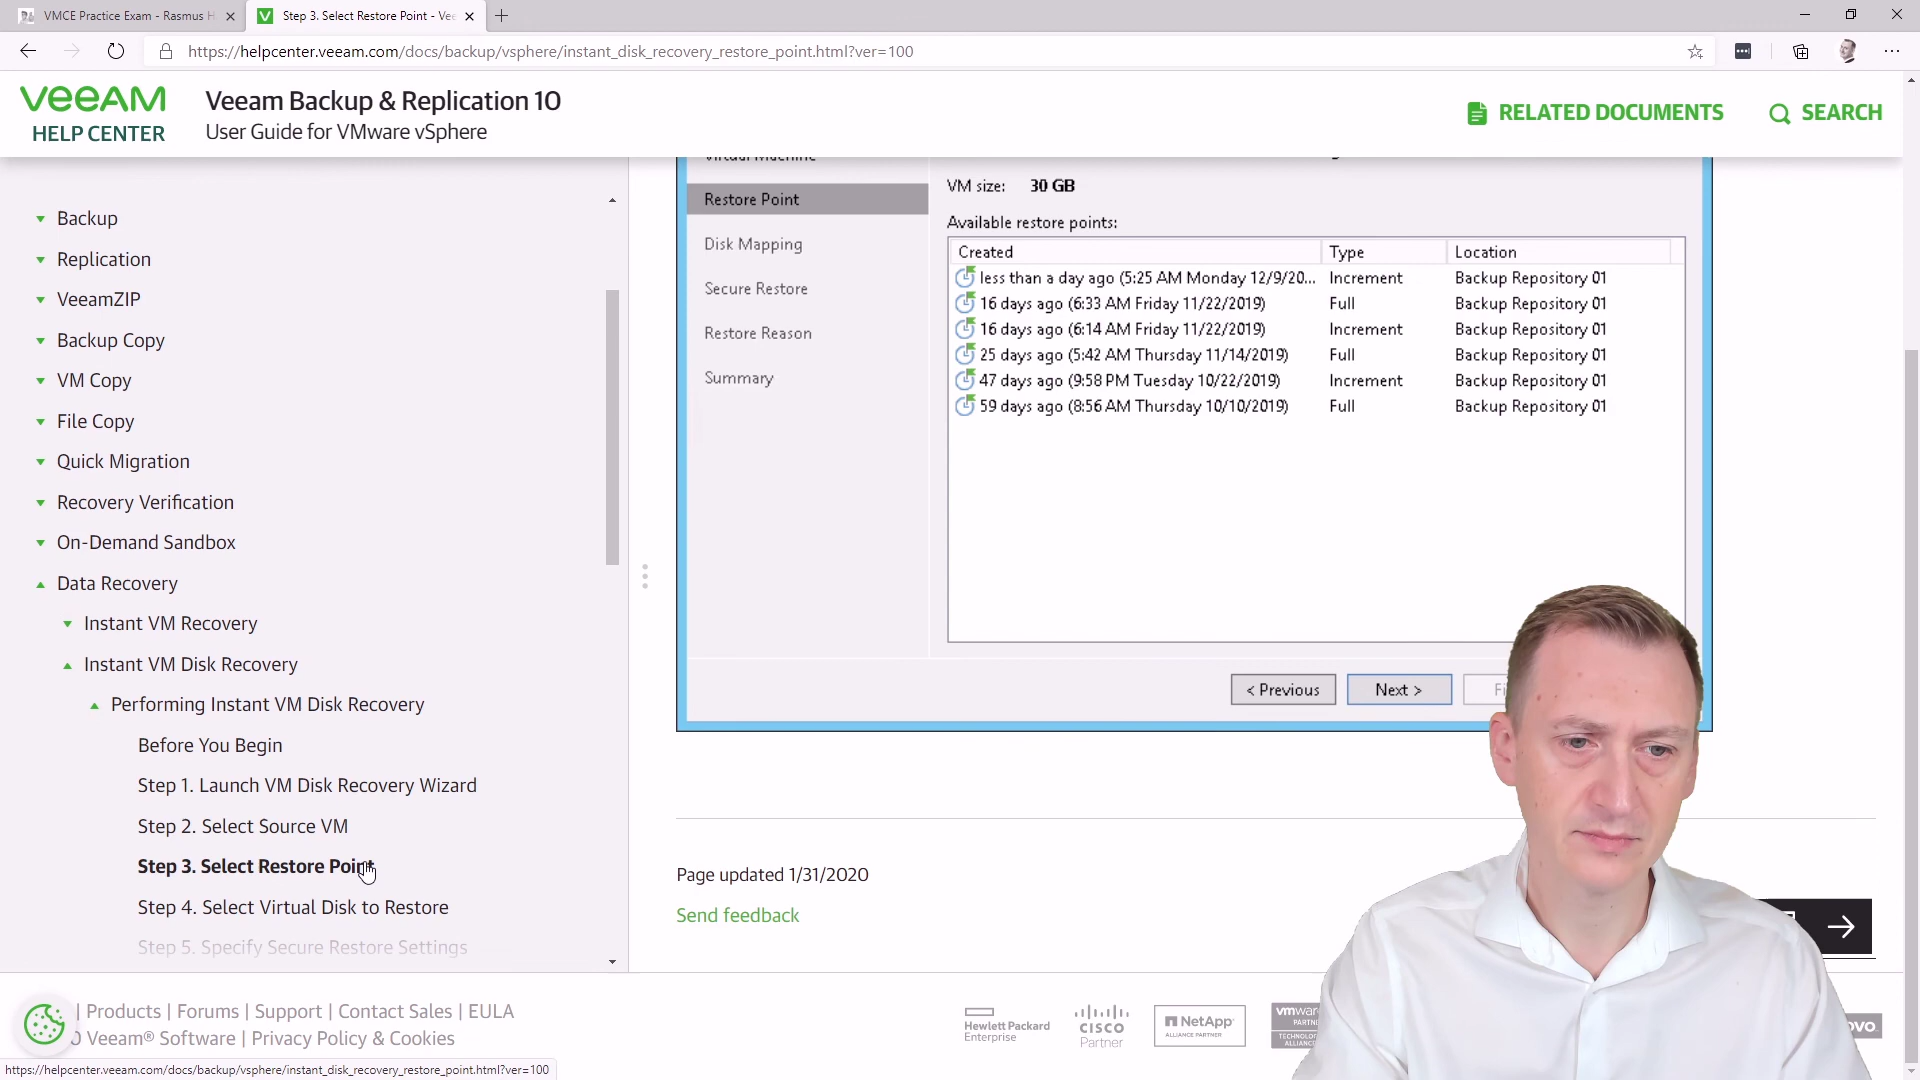 VMCE Practice Exam - Rasmus H
Step 3. Select Restore Point - Vee
https://helpcenter.veeam.com/docs/backup/vsphere/instant_disk_recovery_restore_point.html?ver=100
veeAM
HELP CENTER
Veeam Backup & Replication 10
User Guide for VMware vSphere
RELATED DOCUMENTS
SEARCH
Backup
Replication
VeeamZIP
Backup Copy
VM Copy
File Copy
Quick Migration
Recovery Verification
On-Demand Sandbox
Data Recovery
Instant VM Recovery
Instant VM Disk Recovery
Performing Instant VM Disk Recovery
Before You Begin
Step 1. Launch VM Disk Recovery Wizard
Step 2. Select Source VM
Step 3. Select Restore Point
Step 4. Select Virtual Disk to Restore
Step 5. Specify Secure Restore Settings
Virtual Machine
Restore Point
Disk Mapping
Secure Restore
Restore Reason
Summary
VM size: 30 GB
Available restore points:
Created Type Location
less than a day ago (5:25 AM Monday 12/9/20... Increment Backup Repository 01
16 days ago (6:33 AM Friday 11/22/2019) Full Backup Repository 01
16 days ago (6:14 AM Friday 11/22/2019) Increment Backup Repository 01
25 days ago (5:42 AM Thursday 11/14/2019) Full Backup Repository 01
47 days ago (9:58 PM Tuesday 10/22/2019) Increment Backup Repository 01
59 days ago (8:56 AM Thursday 10/10/2019) Full Backup Repository 01
< Previous
Next >
Fi
Page updated 1/31/2020
Send feedback
| Products | Forums | Support | Contact Sales | EULA
Veeam® Software | Privacy Policy & Cookies
Hewlett Packard
Enterprise
CISCO
Partner
NetApp
ALLIANCE PARTNER
vmwar
PARTN
TECHNOLO
ALLIANC
ovo
https://helpcenter.veeam.com/docs/backup/vsphere/instant_disk_recovery_restore_point.html?ver=100